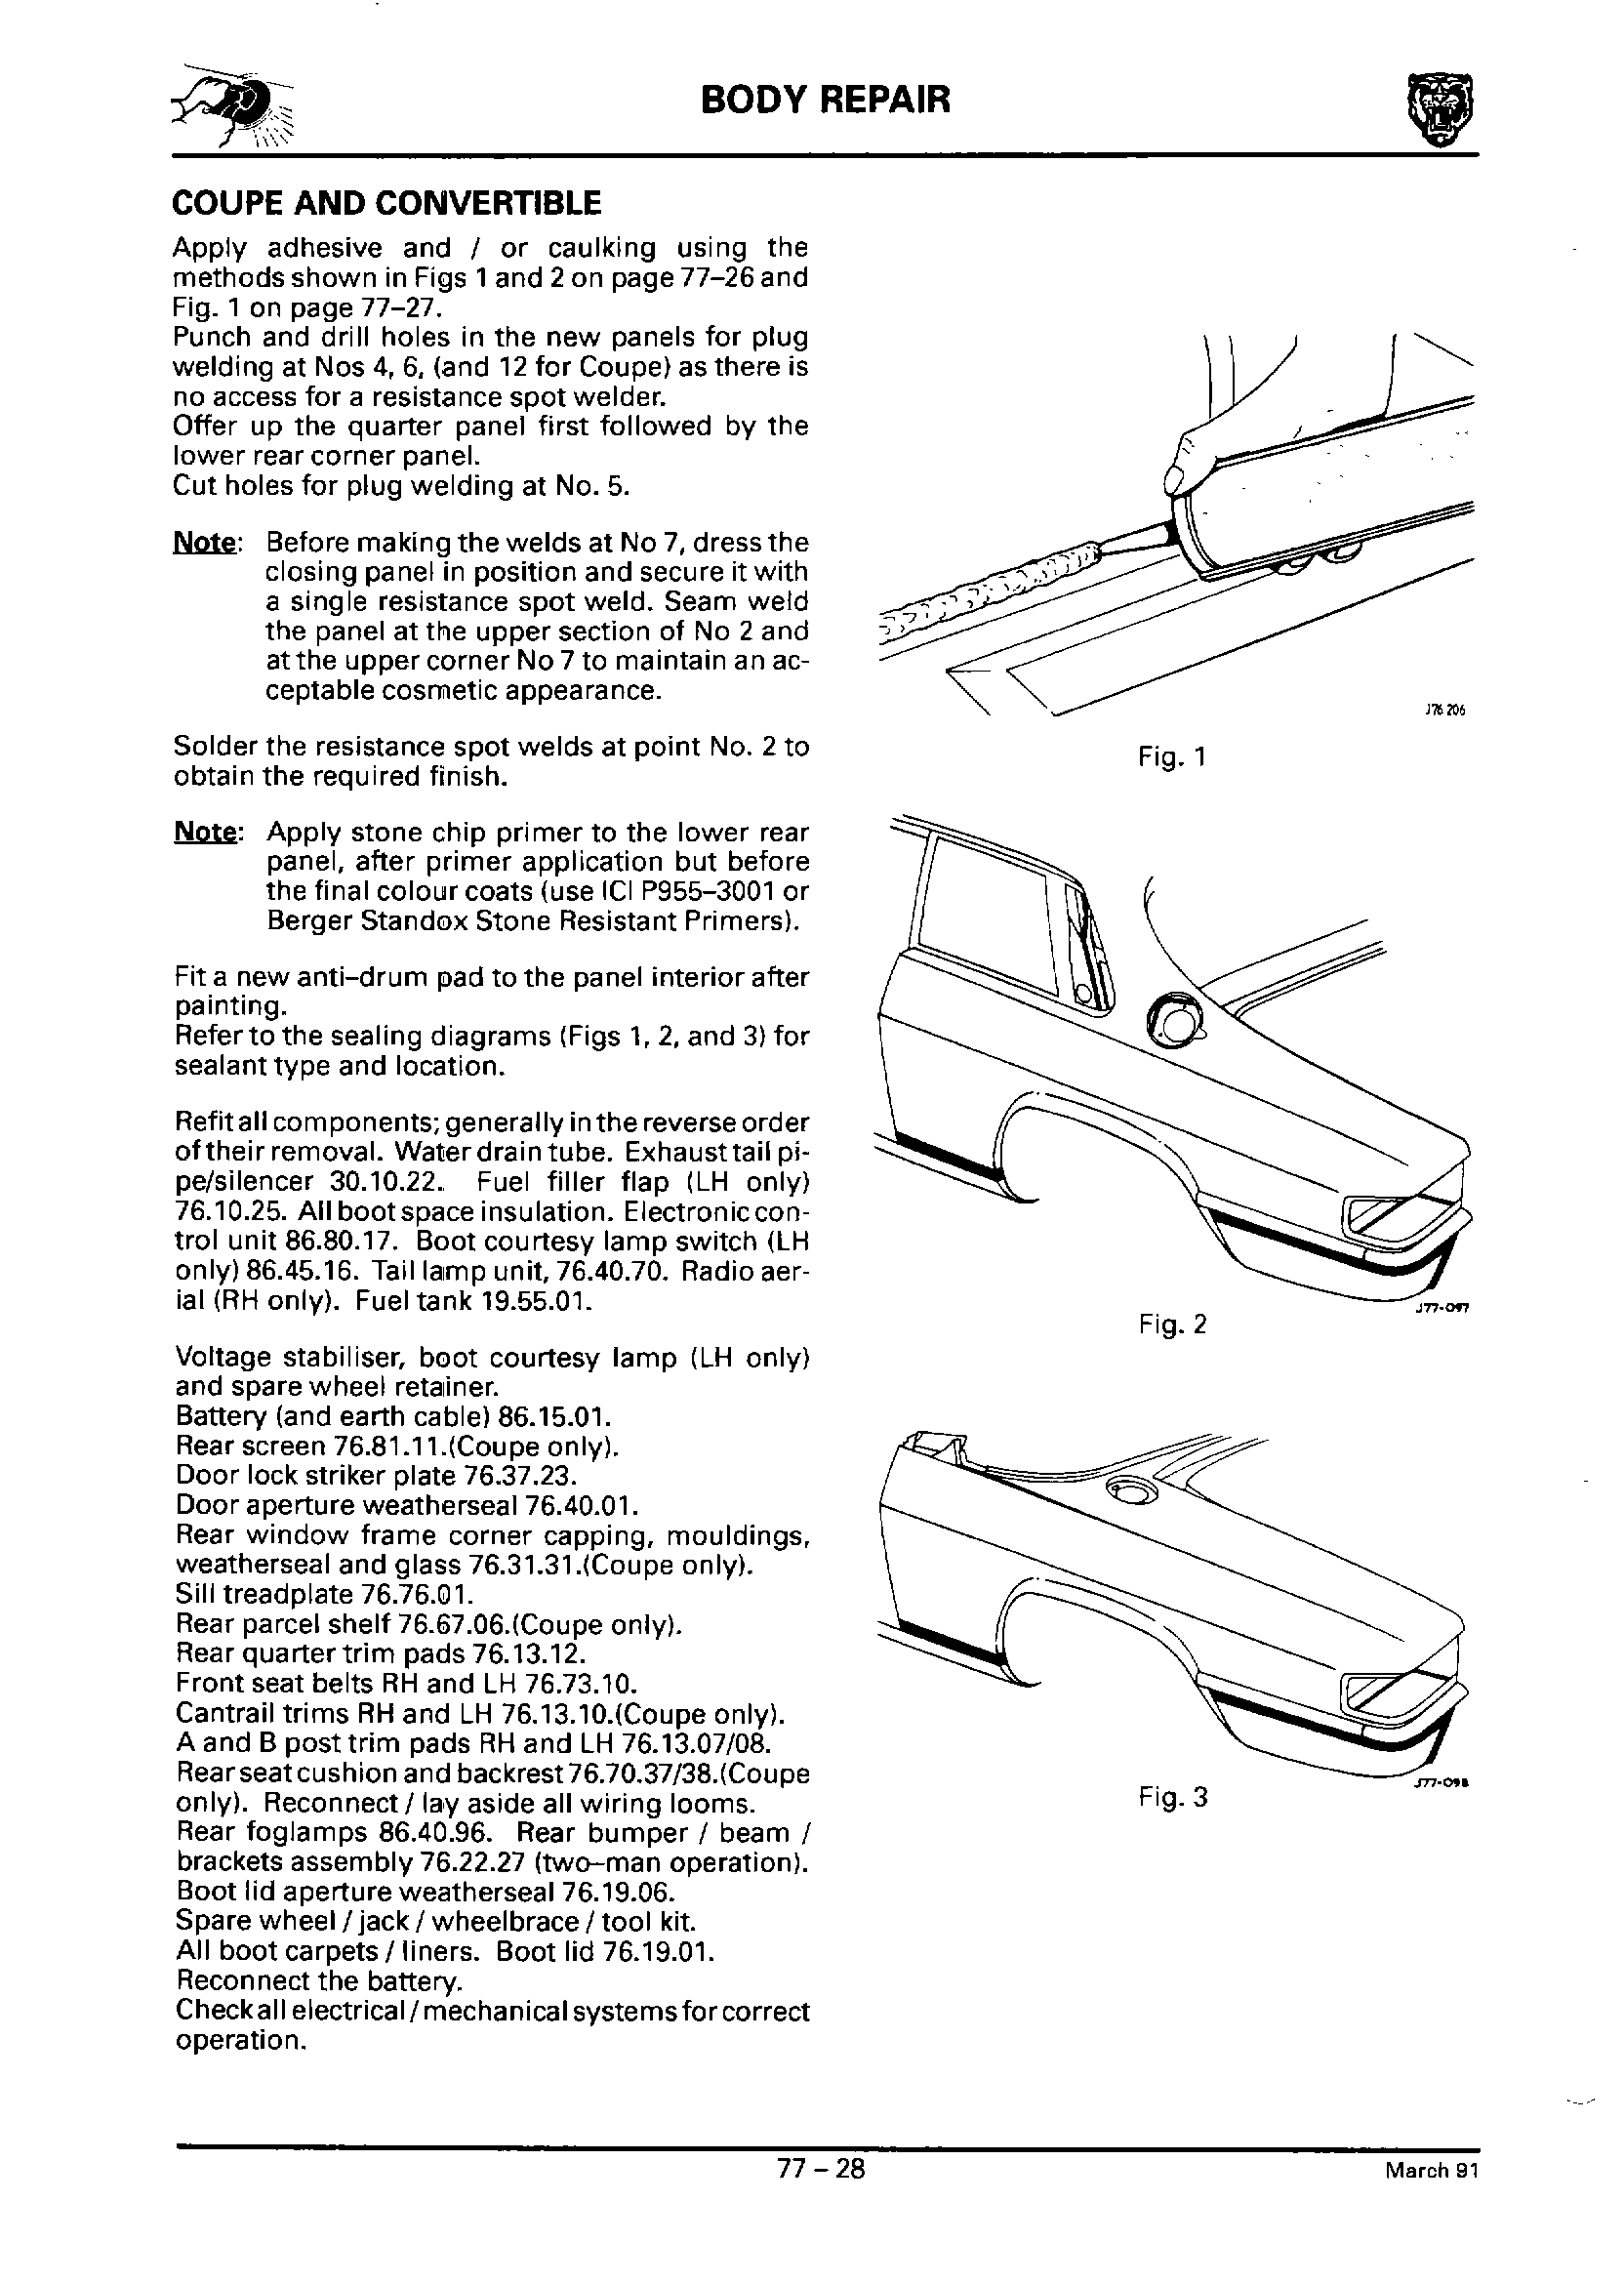 BODY REPAIR
COUPE AND CONVERTIBLE
Apply adhesive and / or caulking using the
methods shown in Figs 1 and 2 on page 77–26 and
Fig. 1 on page 77–27.
Punch and drill holes in the new panels for plug
welding at Nos 4, 6, (and 12 for Coupe) as there is
no access for a resistance spot welder.
Offer up the quarter panel first followed by the
lower rear corner panel.
Cut holes for plug welding at No. 5.
Note: Before making the welds at No 7, dress the
closing panel in position and secure it with
a single resistance spot weld. Seam weld
the panel at the upper section of No 2 and
at the upper corner No 7 to maintain an ac-
ceptable cosmetic appearance.
Solder the resistance spot welds at point No. 2 to
obtain the required finish.
Note: Apply stone chip primer to the lower rear
panel, after primer application but before
the final colour coats (use ICI P955–3001 or
Berger Standox Stone Resistant Primers).
Fit a new anti–drum pad to the panel interior after
painting.
Refer to the sealing diagrams (Figs 1, 2, and 3) for
sealant type and location.
Refit all components; generally in the reverse order
of their removal. Water drain tube. Exhaust tail pi-
pe/silencer 30.10.22. Fuel filler flap (LH only)
76.10.25. All boot space insulation. Electronic con-
trol unit 86.80.17. Boot courtesy lamp switch (LH
only) 86.45.16. Tail lamp unit, 76.40.70. Radio aer-
ial (RH only). Fuel tank 19.55.01.
Voltage stabiliser, boot courtesy lamp (LH only)
and spare wheel retainer.
Battery (and earth cable) 86.15.01.
Rear screen 76.81.11.(Coupe only).
Door lock striker plate 76.37.23.
Door aperture weatherseal 76.40.01.
Rear window frame corner capping, mouldings,
weatherseal and glass 76.31.31.(Coupe only).
Sill treadplate 76.76.01.
Rear parcel shelf 76.67.06.(Coupe only).
Rear quarter trim pads 76.13.12.
Front seat belts RH and LH 76.73.10.
Cantrail trims RH and LH 76.13.10.(Coupe only).
A and B post trim pads RH and LH 76.13.07/08.
Rear seat cushion and backrest 76.70.37/38.(Coupe
only). Reconnect / lay aside all wiring looms.
Rear foglamps 86.40.96. Rear bumper / beam /
brackets assembly 76.22.27 (two–man operation).
Boot lid aperture weatherseal 76.19.06.
Spare wheel / jack / wheelbrace / tool kit.
All boot carpets / liners. Boot lid 76.19.01.
Reconnect the battery.
Check all electrical / mechanical systems for correct
operation.
J76 206
Fig. 1
J77-097
Fig. 2
J77-098
Fig. 3
77 – 28
March 91